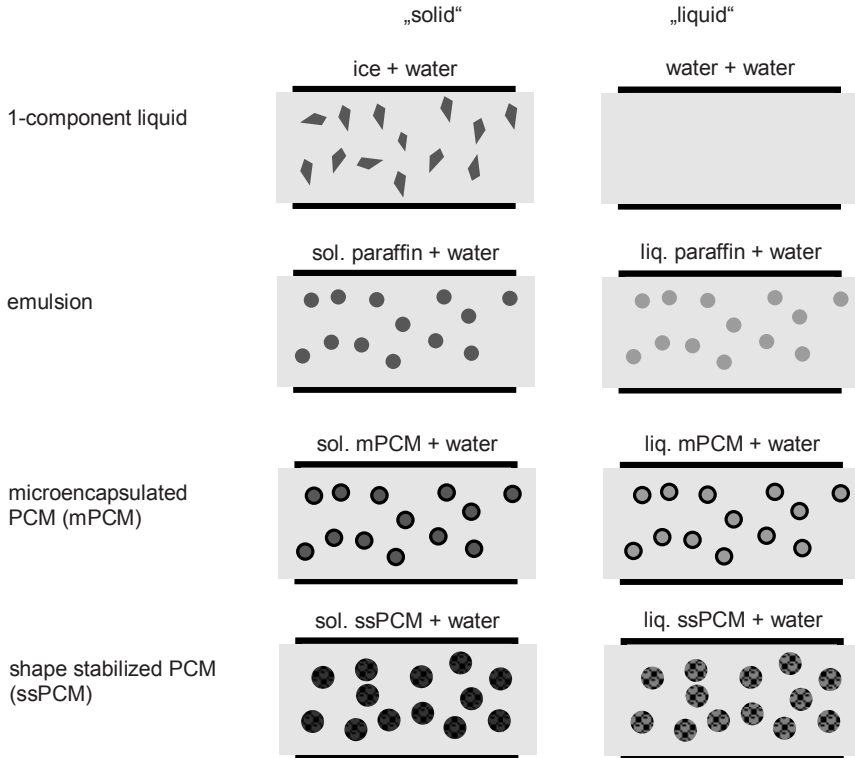 „solid“ „liquid“
ice + water water + water
1-component liquid
sol. paraffin + water liq. paraffin + water
emulsion
sol. mPCM + water liq. mPCM + water
microencapsulated
PCM (mPCM)
sol. ssPCM + water liq. ssPCM + water
shape stabilized PCM
(ssPCM)